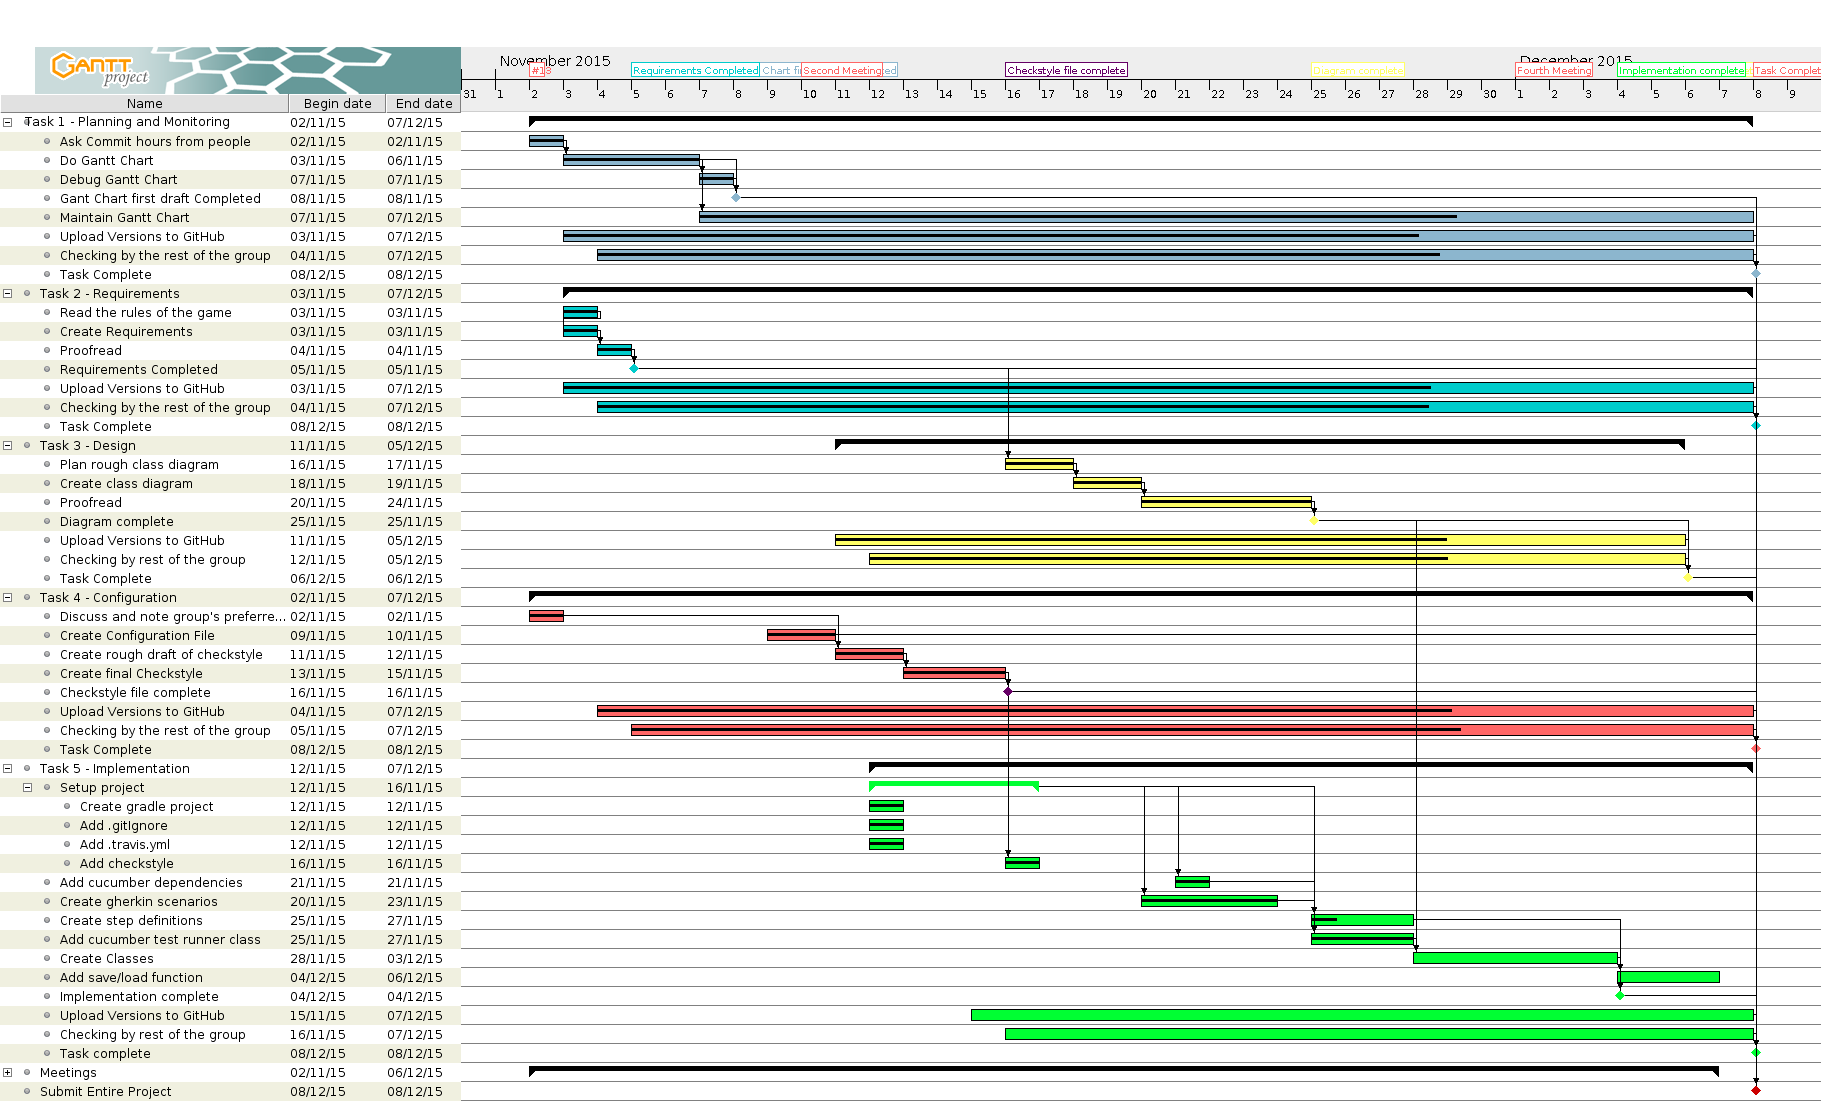 GANTT
project
November 2015
December 2015
#1
Requirements Completed
Second Meeting
Checkstyle file complete
Diagram complete
Fourth Meeting
Implementation complete
Task Complet
31 1 2 3 4 5 6 7 8 9 10 11 12 13 14 15 16 17 18 19 20 21 22 23 24 25 26 27 28 29 30 1 2 3 4 5 6 7 8 9
Name Begin date End date
Task 1 - Planning and Monitoring 02/11/15 07/12/15
Ask Commit hours from people 02/11/15 02/11/15
Do Gantt Chart 03/11/15 06/11/15
Debug Gantt Chart 07/11/15 07/11/15
Gant Chart first draft Completed 08/11/15 08/11/15
Maintain Gantt Chart 07/11/15 07/12/15
Upload Versions to GitHub 03/11/15 07/12/15
Checking by the rest of the group 04/11/15 07/12/15
Task Complete 08/12/15 08/12/15
Task 2 - Requirements 03/11/15 07/12/15
Read the rules of the game 03/11/15 03/11/15
Create Requirements 03/11/15 03/11/15
Proofread 04/11/15 04/11/15
Requirements Completed 05/11/15 05/11/15
Upload Versions to GitHub 03/11/15 07/12/15
Checking by the rest of the group 04/11/15 07/12/15
Task Complete 08/12/15 08/12/15
Task 3 - Design 11/11/15 05/12/15
Plan rough class diagram 16/11/15 17/11/15
Create class diagram 18/11/15 19/11/15
Proofread 20/11/15 24/11/15
Diagram complete 25/11/15 25/11/15
Upload Versions to GitHub 11/11/15 05/12/15
Checking by rest of the group 12/11/15 05/12/15
Task Complete 06/12/15 06/12/15
Task 4 - Configuration 02/11/15 07/12/15
Discuss and note group's preferre... 02/11/15 02/11/15
Create Configuration File 09/11/15 10/11/15
Create rough draft of checkstyle 11/11/15 12/11/15
Create final Checkstyle 13/11/15 15/11/15
Checkstyle file complete 16/11/15 16/11/15
Upload Versions to GitHub 04/11/15 07/12/15
Checking by the rest of the group 05/11/15 07/12/15
Task Complete 08/12/15 08/12/15
Task 5 - Implementation 12/11/15 07/12/15
Setup project 12/11/15 16/11/15
Create gradle project 12/11/15 12/11/15
Add .gitIgnore 12/11/15 12/11/15
Add .travis.yml 12/11/15 12/11/15
Add checkstyle 16/11/15 16/11/15
Add cucumber dependencies 21/11/15 21/11/15
Create gherkin scenarios 20/11/15 23/11/15
Create step definitions 25/11/15 27/11/15
Add cucumber test runner class 25/11/15 27/11/15
Create Classes 28/11/15 03/12/15
Add save/load function 04/12/15 06/12/15
Implementation complete 04/12/15 04/12/15
Upload Versions to GitHub 15/11/15 07/12/15
Checking by rest of the group 16/11/15 07/12/15
Task complete 08/12/15 08/12/15
Meetings 02/11/15 06/12/15
Submit Entire Project 08/12/15 08/12/15